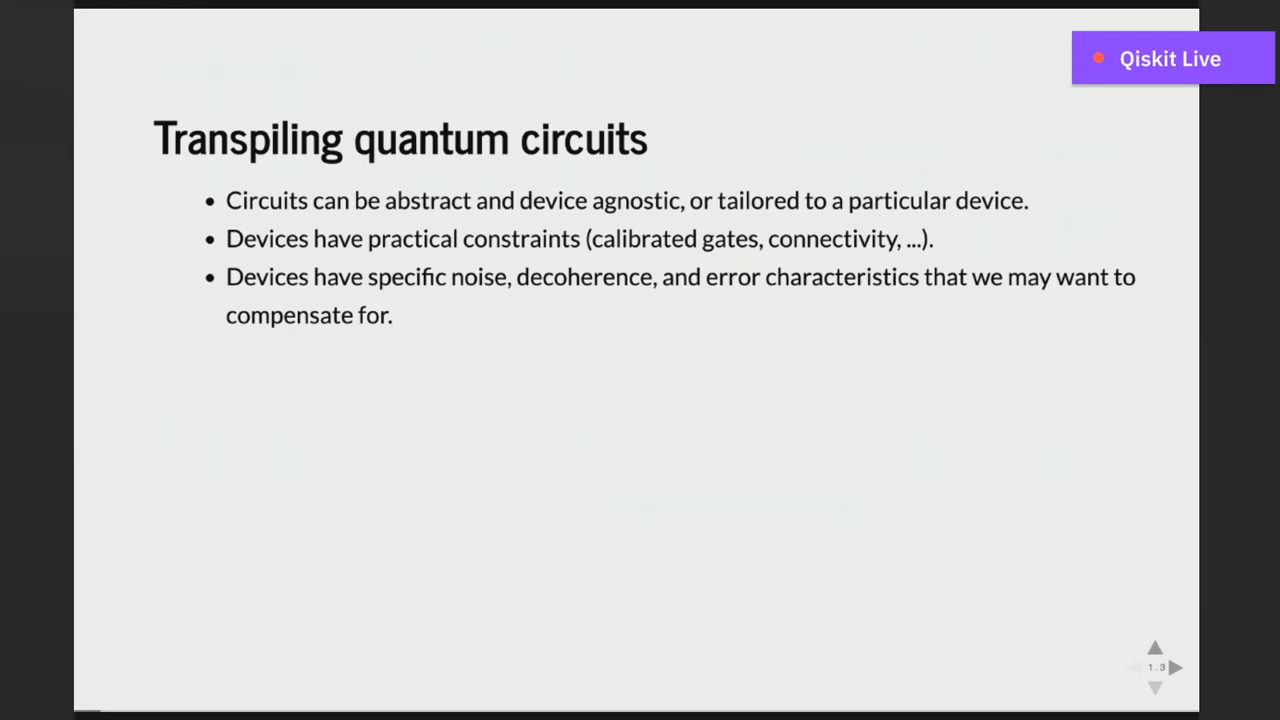 Qiskit Live
Transpiling quantum circuits
• Circuits can be abstract and device agnostic, or tailored to a particular device.
• Devices have practical constraints (calibrated gates, connectivity, ...).
• Devices have specific noise, decoherence, and error characteristics that we may want to
compensate for.
1.3